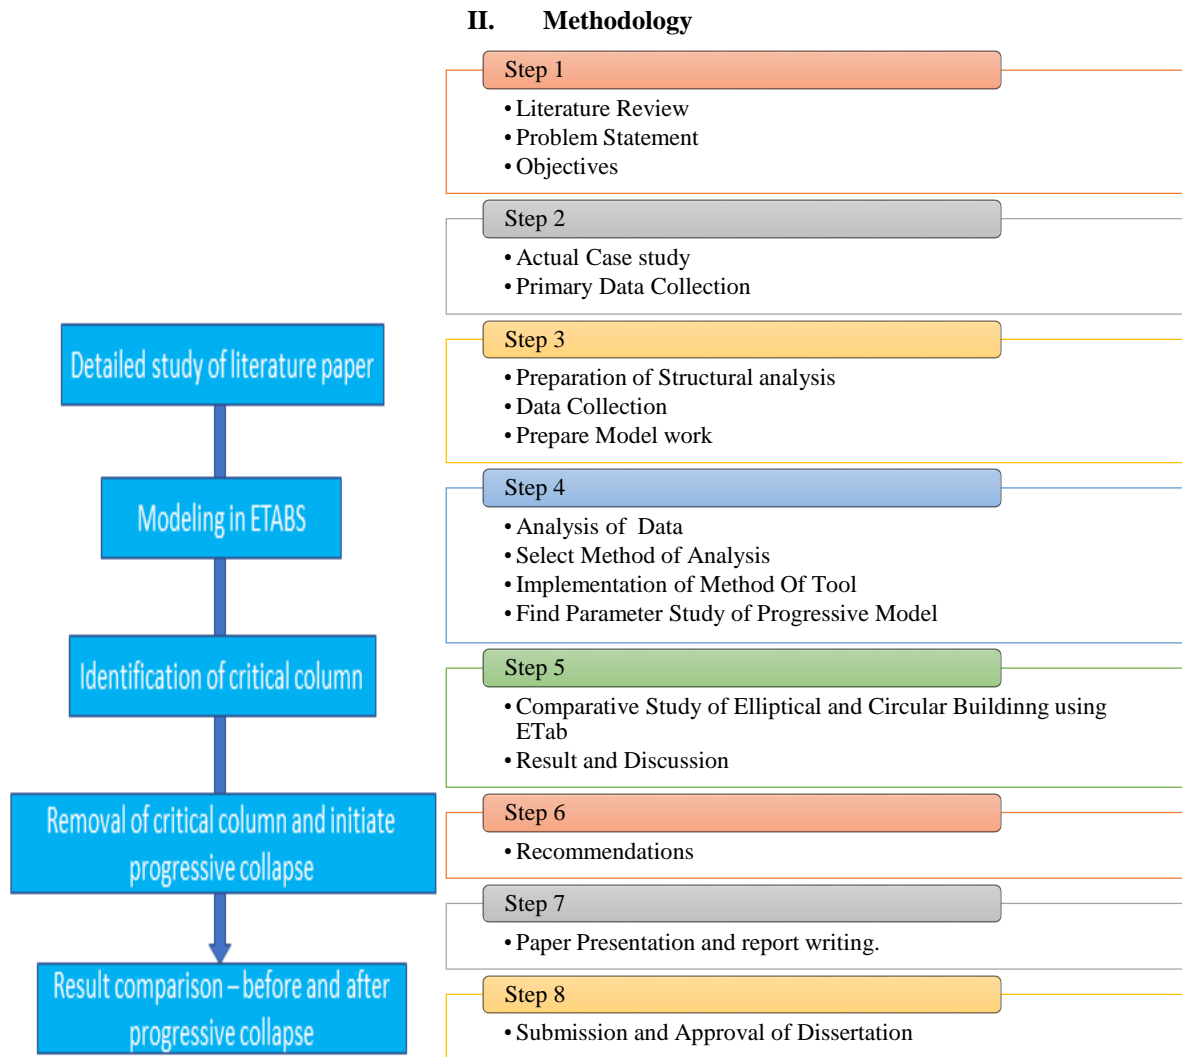 II. Methodology
Step 1
• Literature Review
• Problem Statement
• Objectives
Step 2
• Actual Case study
• Primary Data Collection
Step 3
• Preparation of Structural analysis
• Data Collection
• Prepare Model work
Step 4
• Analysis of Data
• Select Method of Analysis
• Implementation of Method Of Tool
• Find Parameter Study of Progressive Model
Step 5
• Comparative Study of Elliptical and Circular Buildinng using
ETab
• Result and Discussion
Step 6
• Recommendations
Step 7
• Paper Presentation and report writing.
Step 8
• Submission and Approval of Dissertation
Detailed study of literature paper
Modeling in ETABS
Identification of critical column
Removal of critical column and initiate
progressive collapse
Result comparison – before and after
progressive collapse